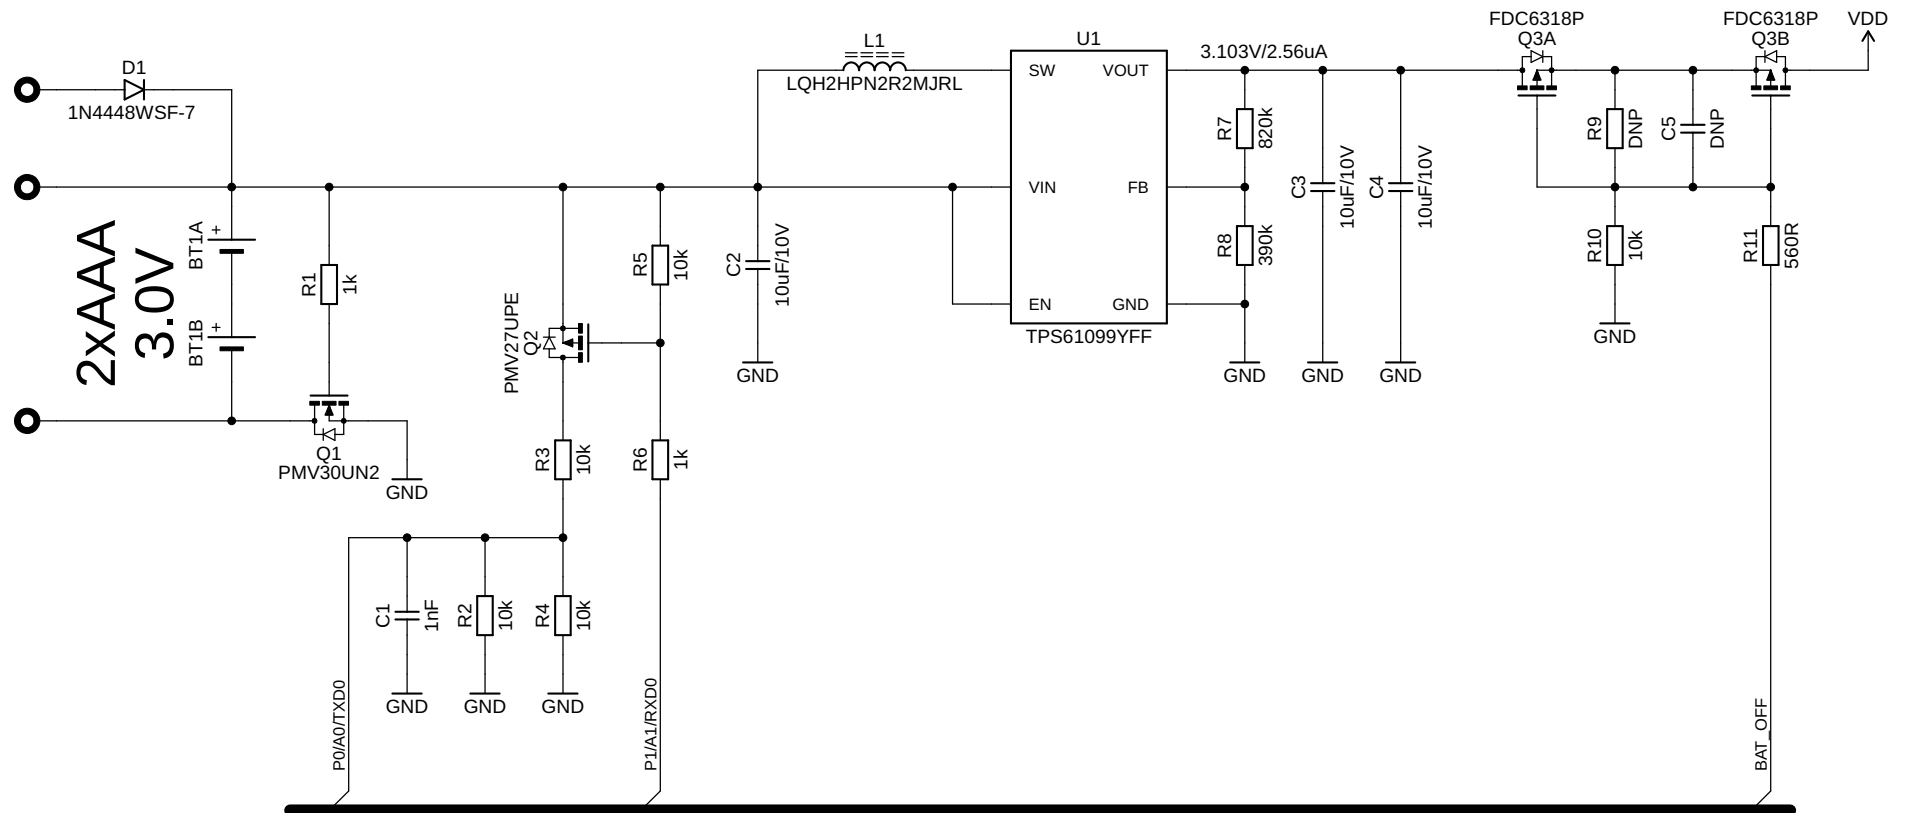 FDC6318P
FDC6318P
VDD
L1
U1
Q3A
Q3B
3.103V/2.56uA
D1
SW
VOUT
LQH2HPN2R2MJRL
1N4448WSF-7
R7
820k
R9
DNP
C5
DNP
VIN
FB
C3
10uF/10V
C4
10uF/10V
2xAAA
3.0V
BT1A
+
BT1B
+
R1
1k
R5
10k
C2
10uF/10V
R8
390k
R10
10k
R11
560R
EN
GND
PMV27UPE
Q2
TPS61099YFF
GND
GND
GND
GND
GND
Q1
PMV30UN2
GND
R3
10k
R6
1k
C1
1nF
R2
10k
R4
10k
GND
GND
GND
P0/A0/TXD0
P1/A1/RXD0
BAT_OFF